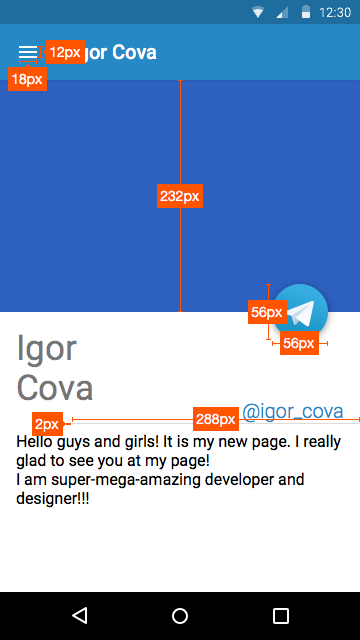 12:30
12px
Igor Cova
18px
232px
56px
56px
Igor
Cova
288px
@igor_cova
2px
Hello guys and girls! It is my new page. I really
glad to see you at my page!
I am super-mega-amazing developer and
designer!!!